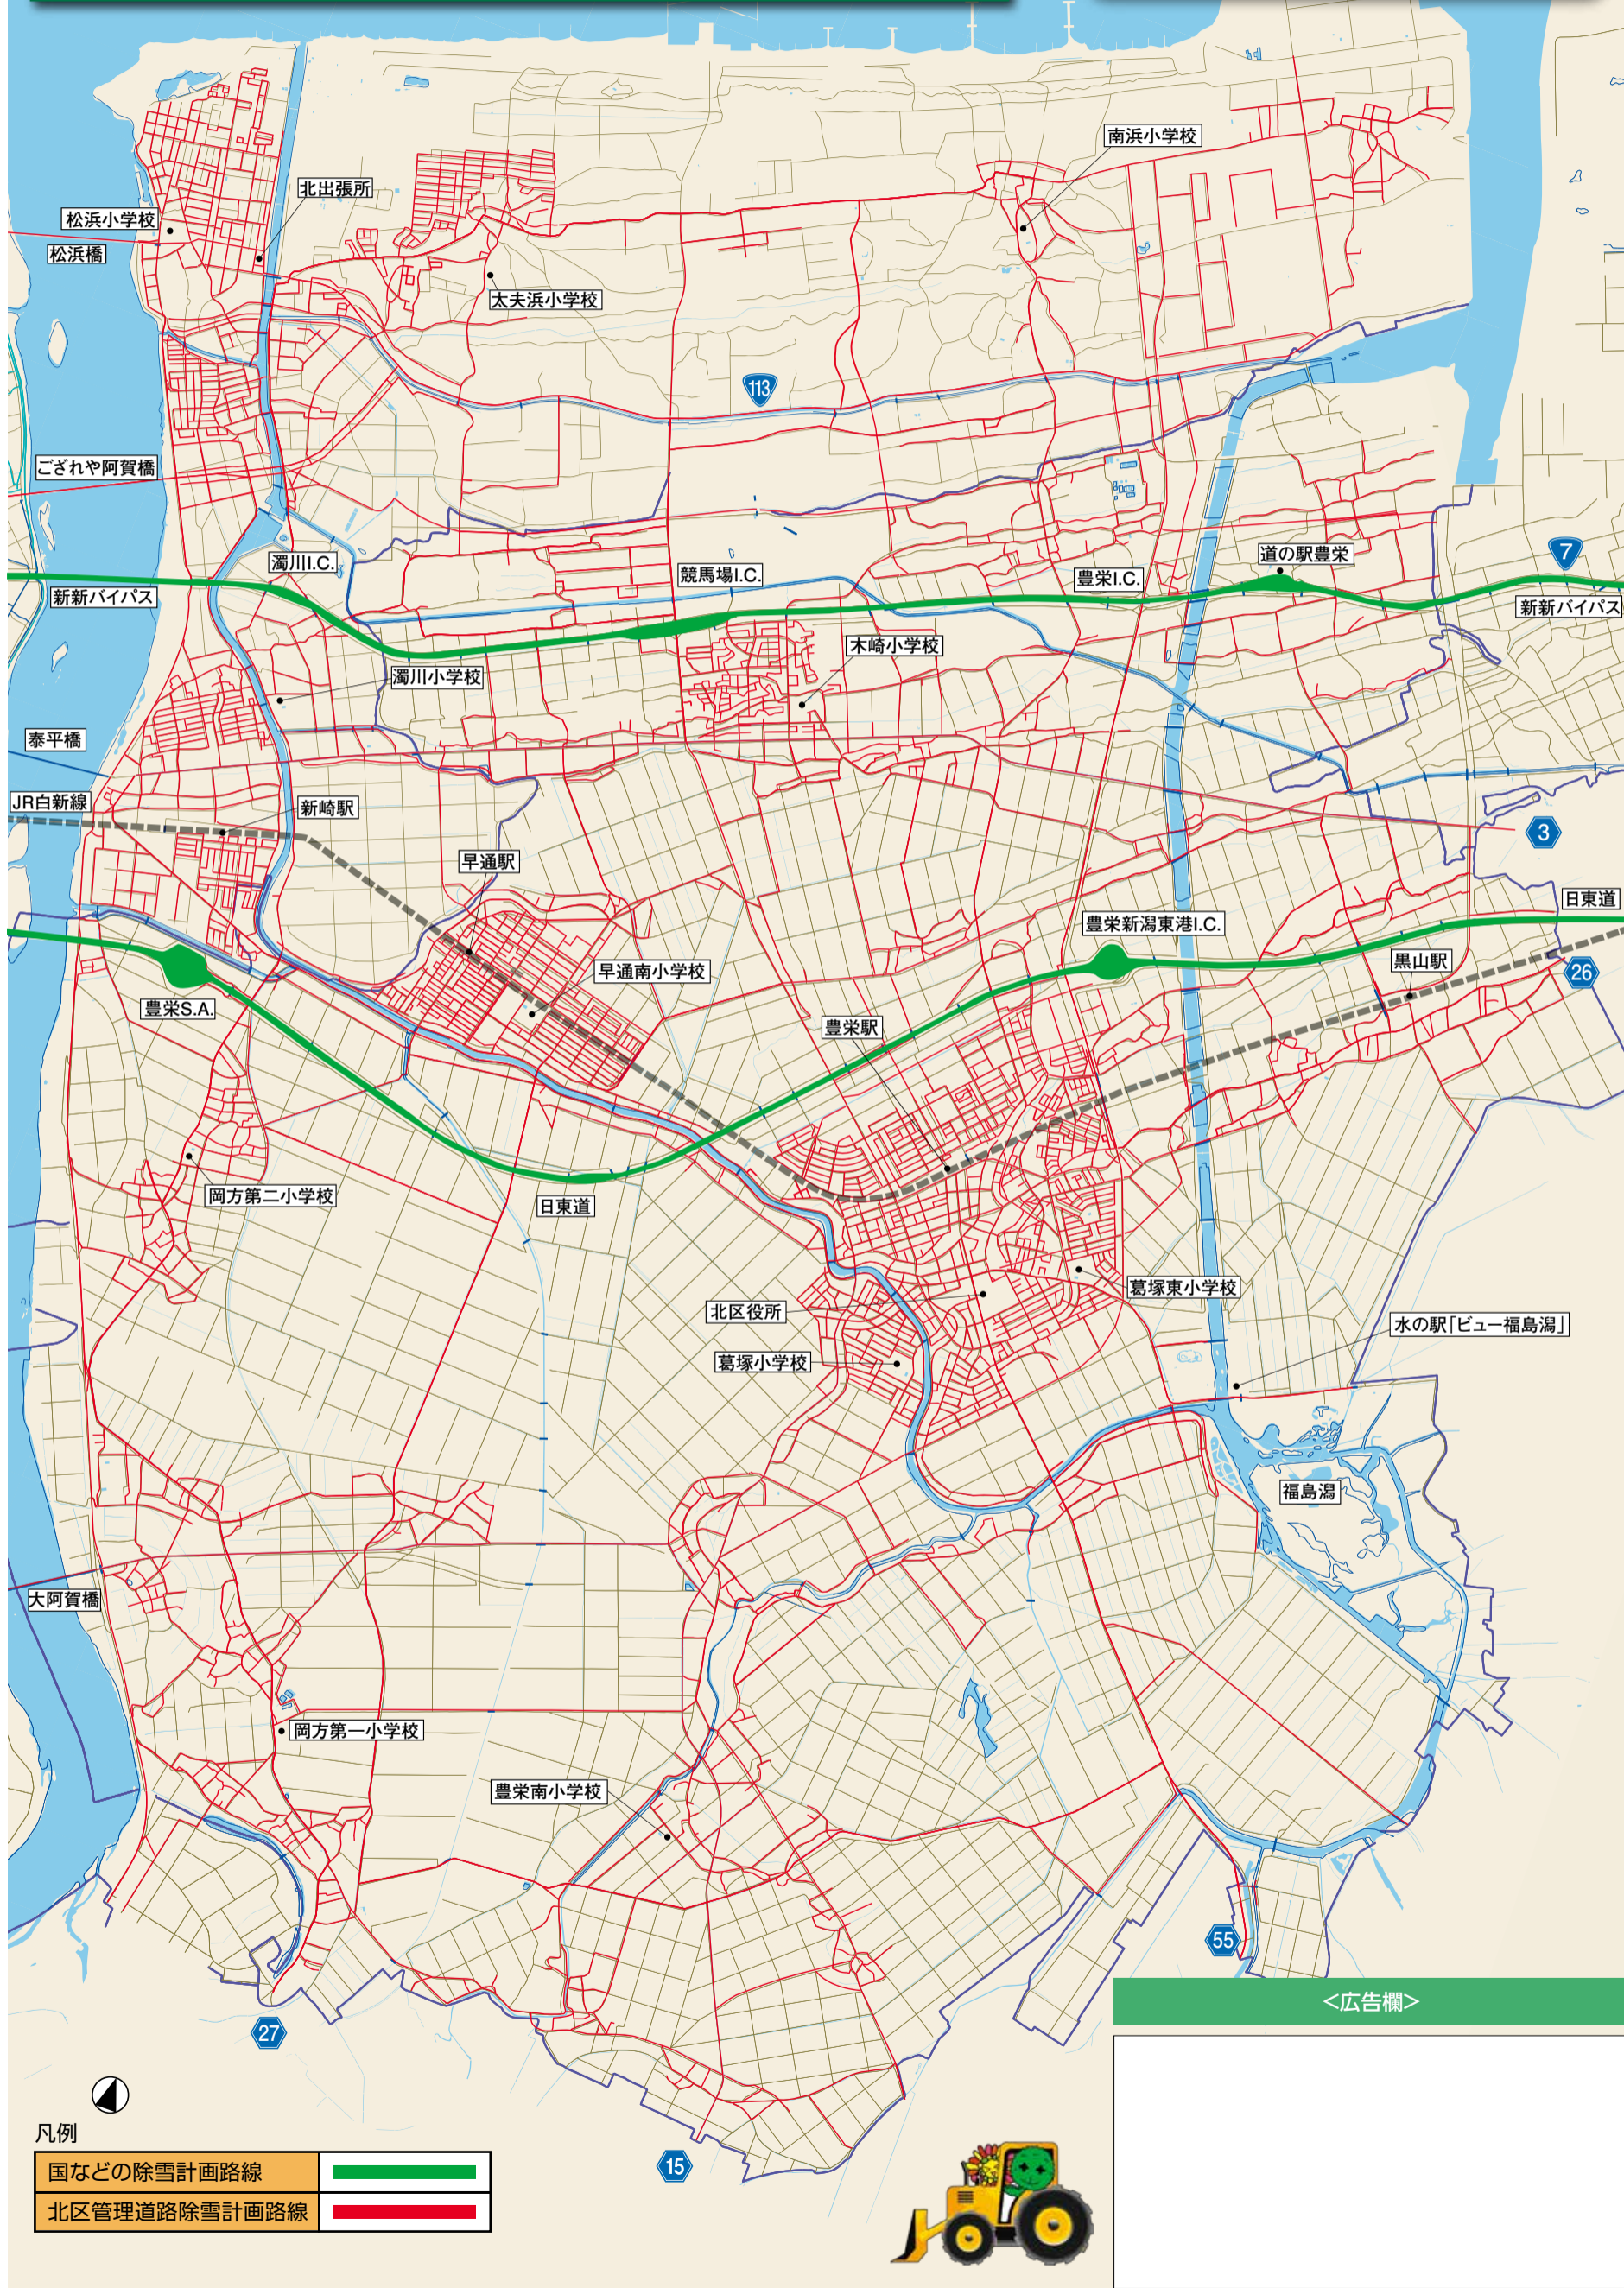 南浜小学校
北出張所
松浜小学校
松浜橋
太夫浜小学校
113
ござれや阿賀橋
濁川I.C.
競馬場I.C.
豊栄I.C.
道の駅豊栄
7
新新バイパス
新新バイパス
木崎小学校
濁川小学校
泰平橋
JR白新線
新崎駅
3
早通駅
日東道
豊栄新潟東港I.C.
黒山駅
26
早通南小学校
豊栄S.A.
豊栄駅
岡方第二小学校
日東道
葛塚東小学校
北区役所
水の駅「ビュー福島潟」
葛塚小学校
福島潟
大阿賀橋
岡方第一小学校
豊栄南小学校
55
<広告欄>
27
凡例
国などの除雪計画路線
北区管理道路除雪計画路線
15